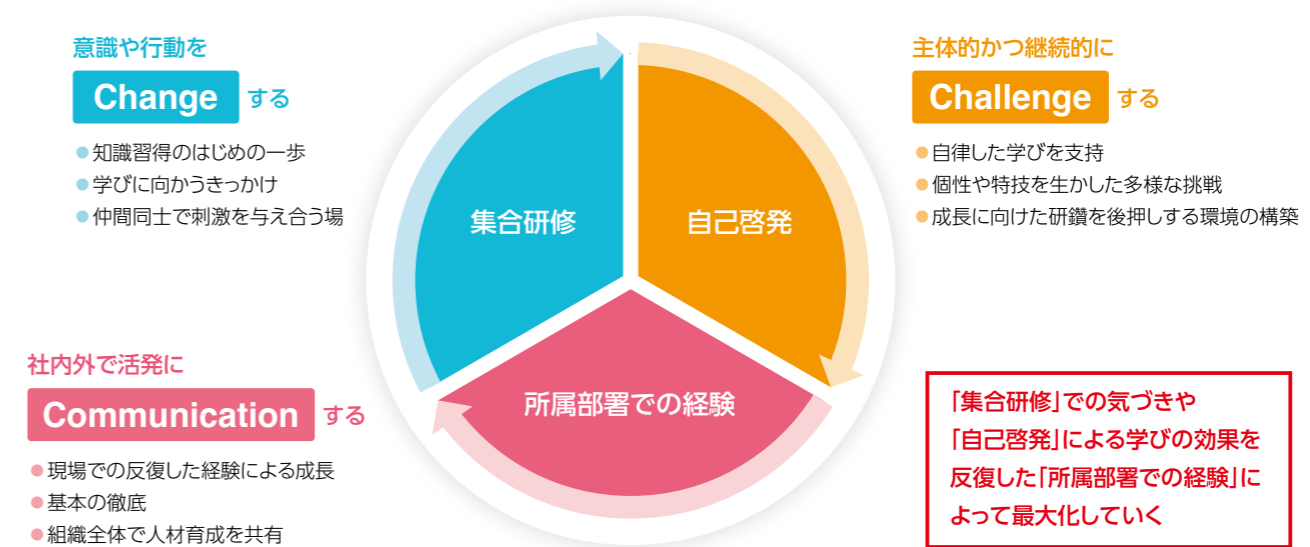 意識や行動を
Change する
●知識習得のはじめの一歩
●学びに向かうきっかけ
●仲間同士で刺激を与え合う場
主体的かつ継続的に
Challenge する
●自律した学びを支持
●個性や特技を生かした多様な挑戦
●成長に向けた研鑽を後押しする環境の構築
集合研修
自己啓発
所属部署での経験
社内外で活発に
Communication する
●現場での反復した経験による成長
●基本の徹底
●組織全体で人材育成を共有
「集合研修」での気づきや
「自己啓発」による学びの効果を
反復した「所属部署での経験」に
よって最大化していく